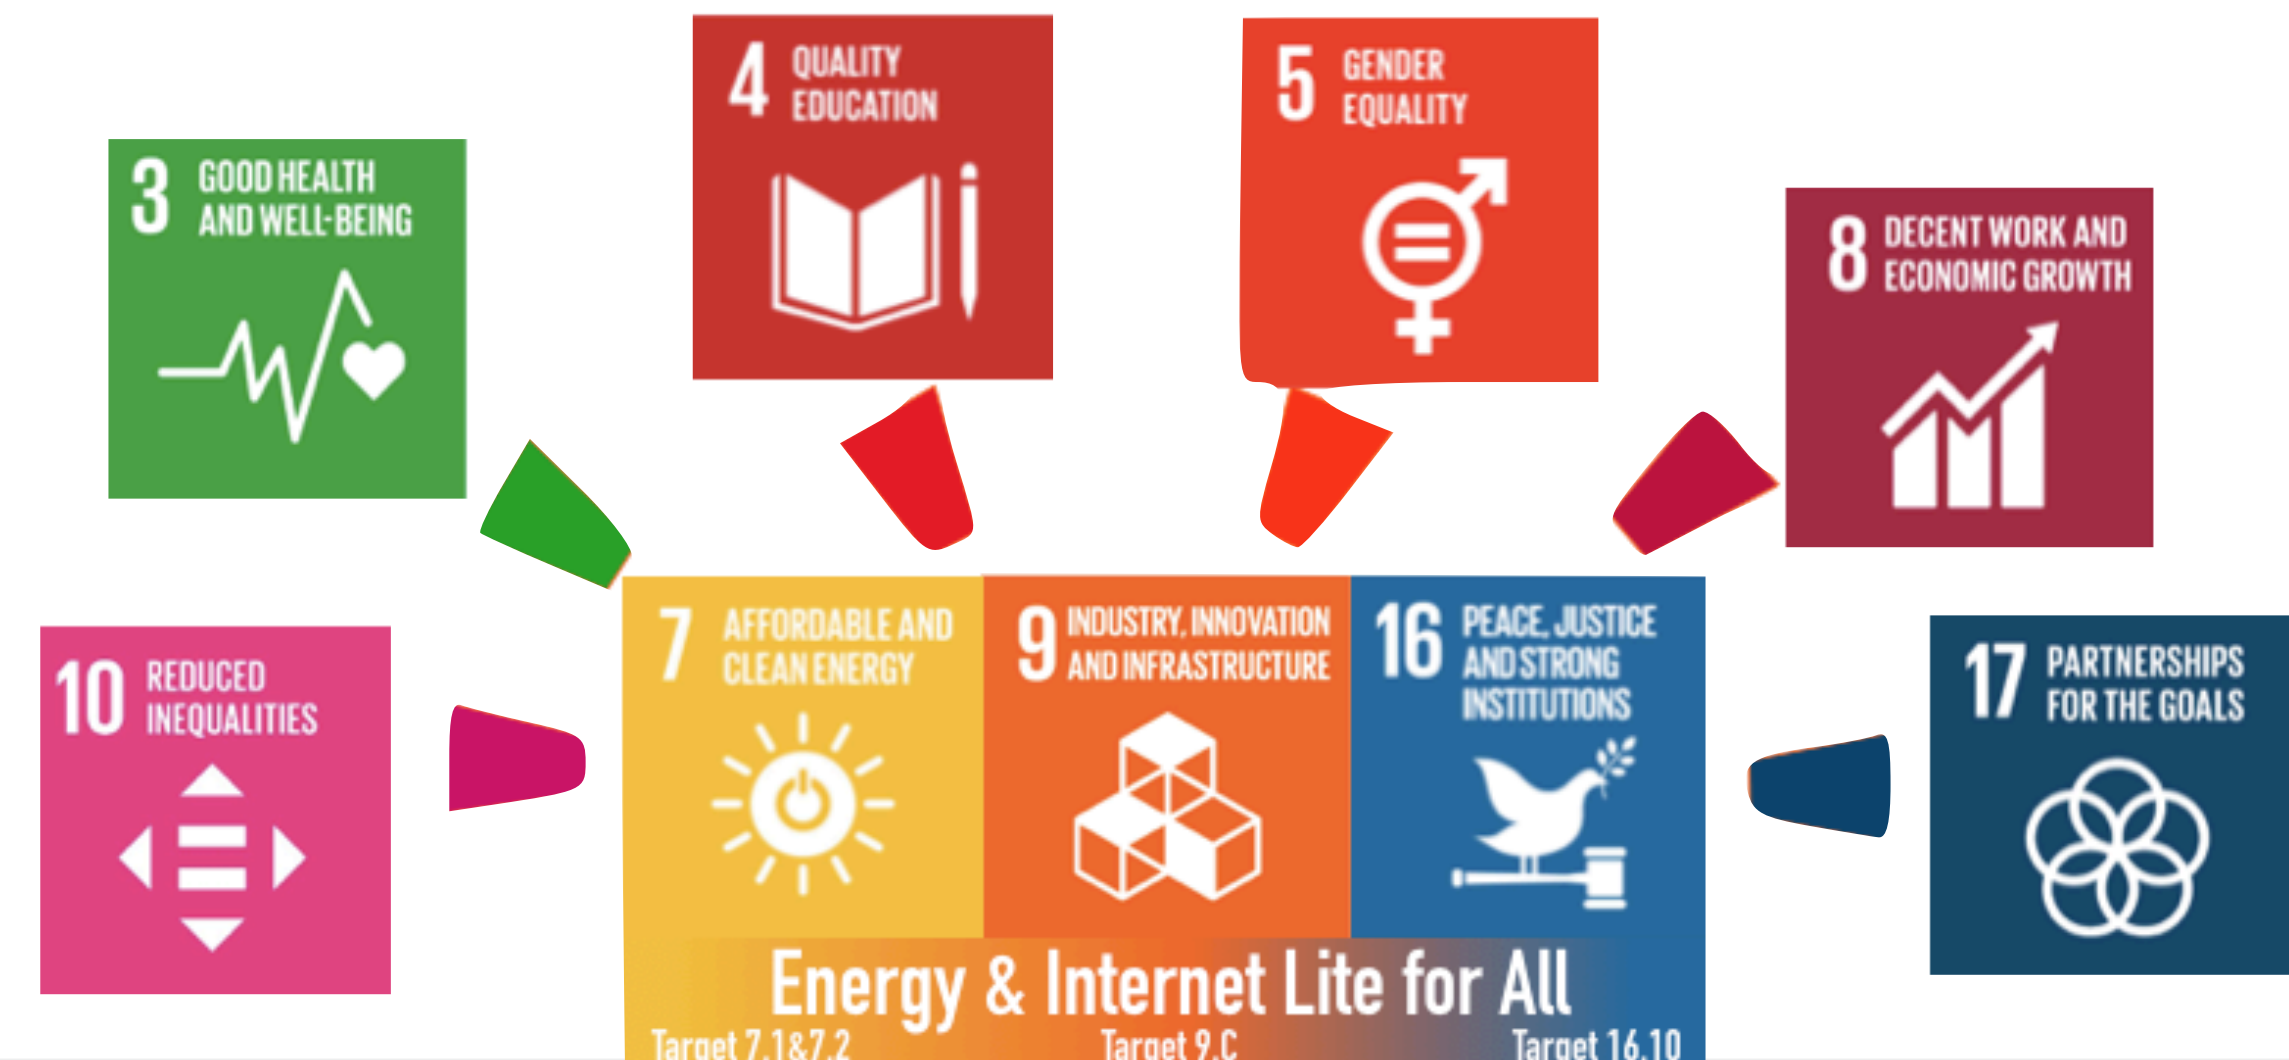 4 QUALITY
EDUCATION
5 GENDER
EQUALITY
3 GOOD HEALTH
AND WELL-BEING
8 DECENT WORK AND
ECONOMIC GROWTH
10 REDUCED
INEQUALITIES
7 AFFORDABLE AND
CLEAN ENERGY
9 INDUSTRY, INNOVATION
AND INFRASTRUCTURE
16 PEACE, JUSTICE
AND STRONG
INSTITUTIONS
17 PARTNERSHIPS
FOR THE GOALS
Energy & Internet Lite for All
Target 7.1&7.2
Target 9.C
Target 16.10